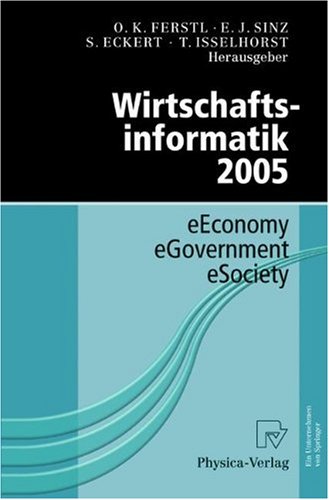 O. K. FERSTL · E. J. SINZ
S. ECKERT · T. ISSELHORST
Herausgeber
Wirtschafts-
informatik
2005
eEconomy
eGovernment
eSociety
Physica-Verlag
Ein Unternehmen
von Springer